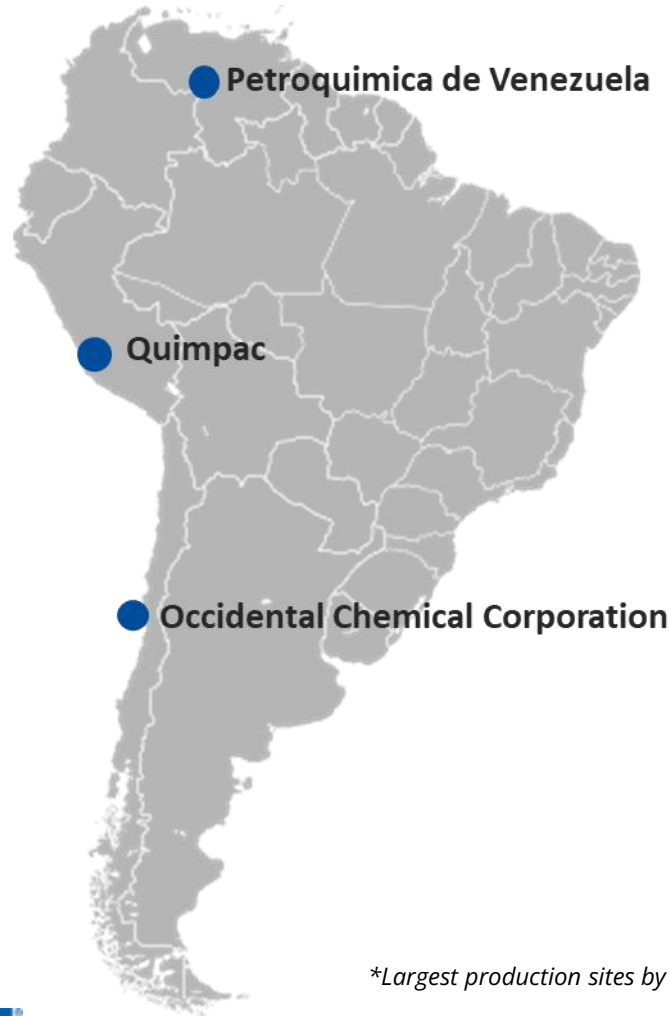 Petroquimica de Venezuela
Quimpac
Occidental Chemical Corporation
*Largest production sites by